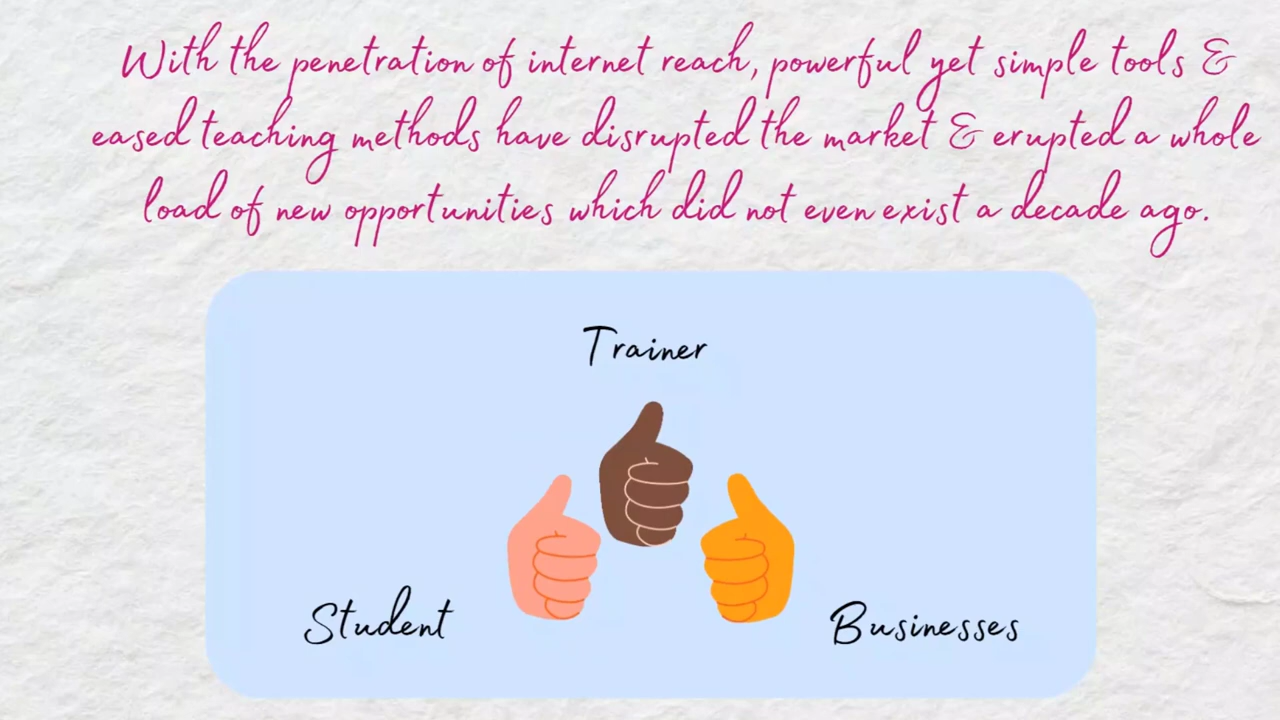 With the penetration of internet reach, powerful yet simple tools &
eased teaching methods have disrupted the market & erupted a whole
load of new opportunities which did not even exist a decade ago.
Trainer
Student
Businesses